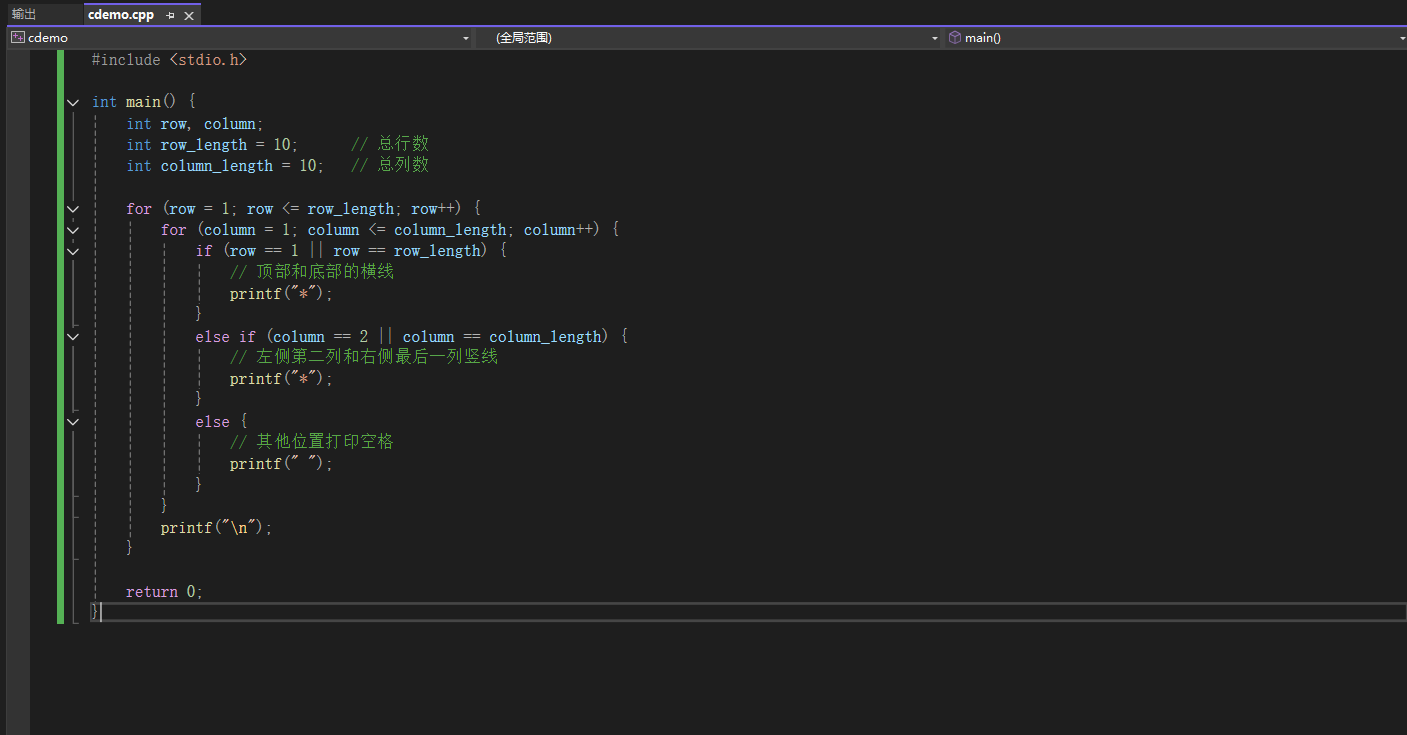 输出 cdemo.cpp
cdemo (全局范围) main()
#include <stdio.h>
int main() {
    int row, column;
    int row_length = 10;      // 总行数
    int column_length = 10;   // 总列数
    for (row = 1; row <= row_length; row++) {
        for (column = 1; column <= column_length; column++) {
            if (row == 1 || row == row_length) {
                // 顶部和底部的横线
                printf("*");
            }
            else if (column == 2 || column == column_length) {
                // 左侧第二列和右侧最后一列竖线
                printf("*");
            }
            else {
                // 其他位置打印空格
                printf(" ");
            }
        }
        printf("\n");
    }
    return 0;
}